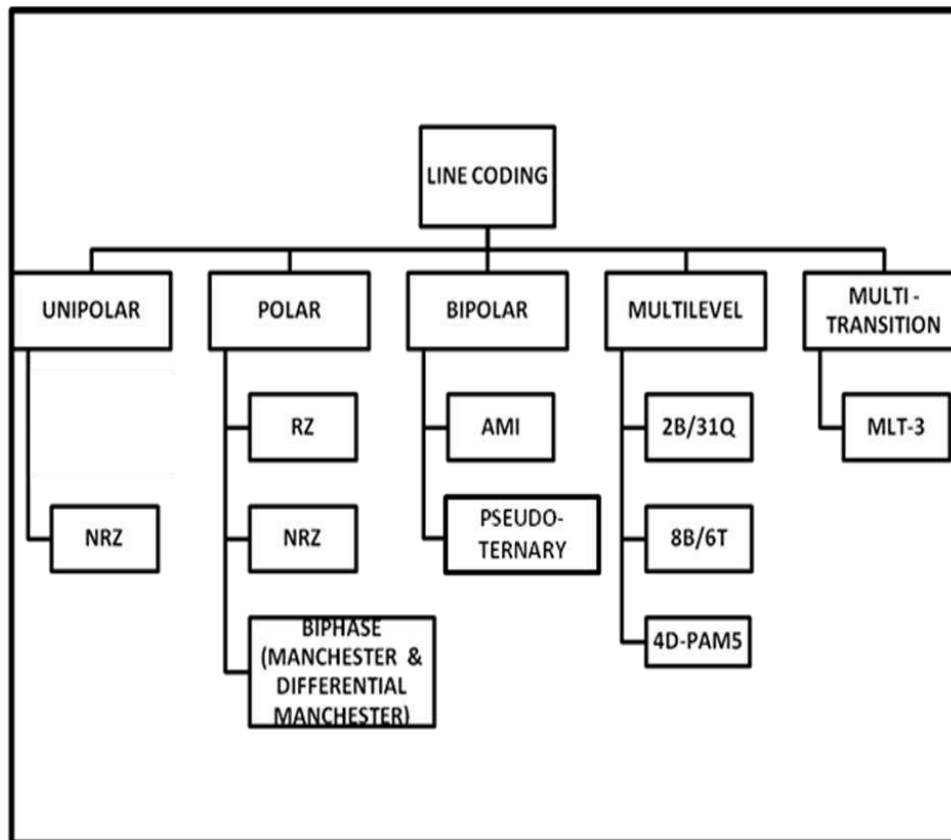 LINE CODING
UNIPOLAR
POLAR
BIPOLAR
MULTILEVEL
MULTI -
TRANSITION
RZ
AMI
2B/31Q
MLT-3
NRZ
NRZ
PSEUDO-
TERNARY
8B/6T
BIPHASE
(MANCHESTER &
DIFFERENTIAL
MANCHESTER)
4D-PAM5